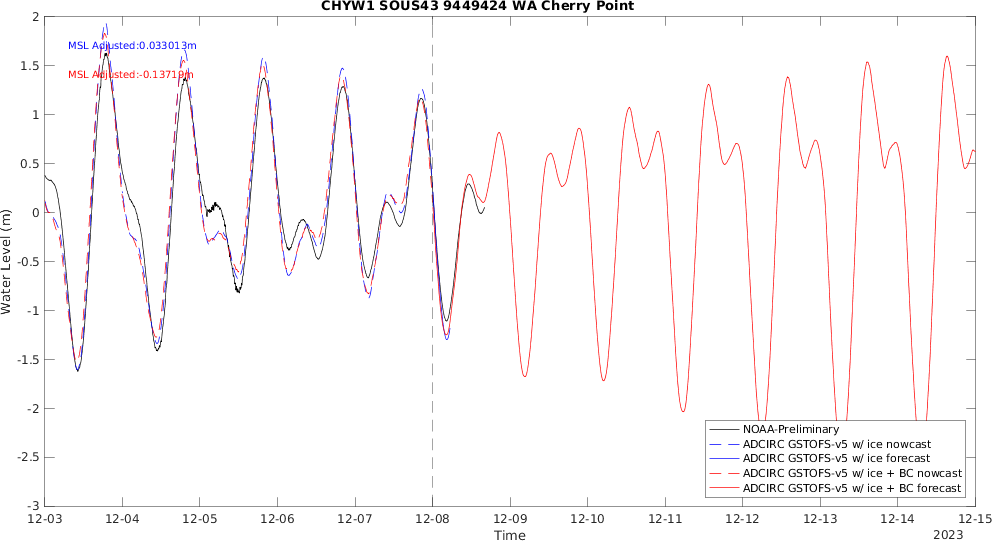 CHYW1 SOUS43 9449424 WA Cherry Point
MSL Adjusted:0.033013m
MSL Adjusted:-0.13719m
Water Level (m)
2
1.5
1
0.5
0
-0.5
-1
-1.5
-2
-2.5
-3
NOAA-Preliminary
ADCIRC GSTOFS-v5 w/ ice nowcast
ADCIRC GSTOFS-v5 w/ ice forecast
ADCIRC GSTOFS-v5 w/ ice + BC nowcast
ADCIRC GSTOFS-v5 w/ ice + BC forecast
12-03 12-04 12-05 12-06 12-07 12-08 12-09 12-10 12-11 12-12 12-13 12-14 12-15
Time
2023